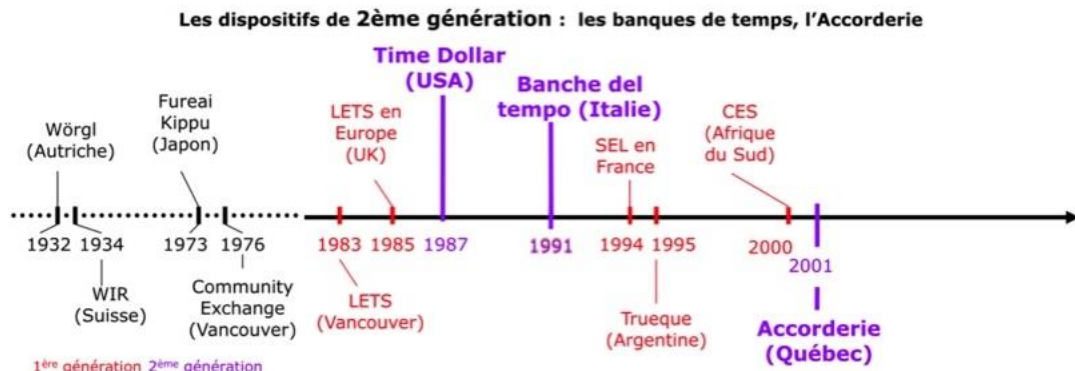 Les dispositifs de 2ème génération : les banques de temps, l'Accorderie
Time Dollar
(USA)
Banche del
tempo (Italie)
Fureai
Kippu
(Japon)
LETS en
Europe
(UK)
CES
(Afrique
du Sud)
Wörgl
(Autriche)
SEL en
France
1932
1934
1973
1976
1983
1985
1987
1991
1994
1995
2000
2001
WIR
(Suisse)
Community
Exchange
(Vancouver)
LETS
(Vancouver)
Trueque
(Argentine)
Accorderie
(Québec)
1ère génération 2ème génération